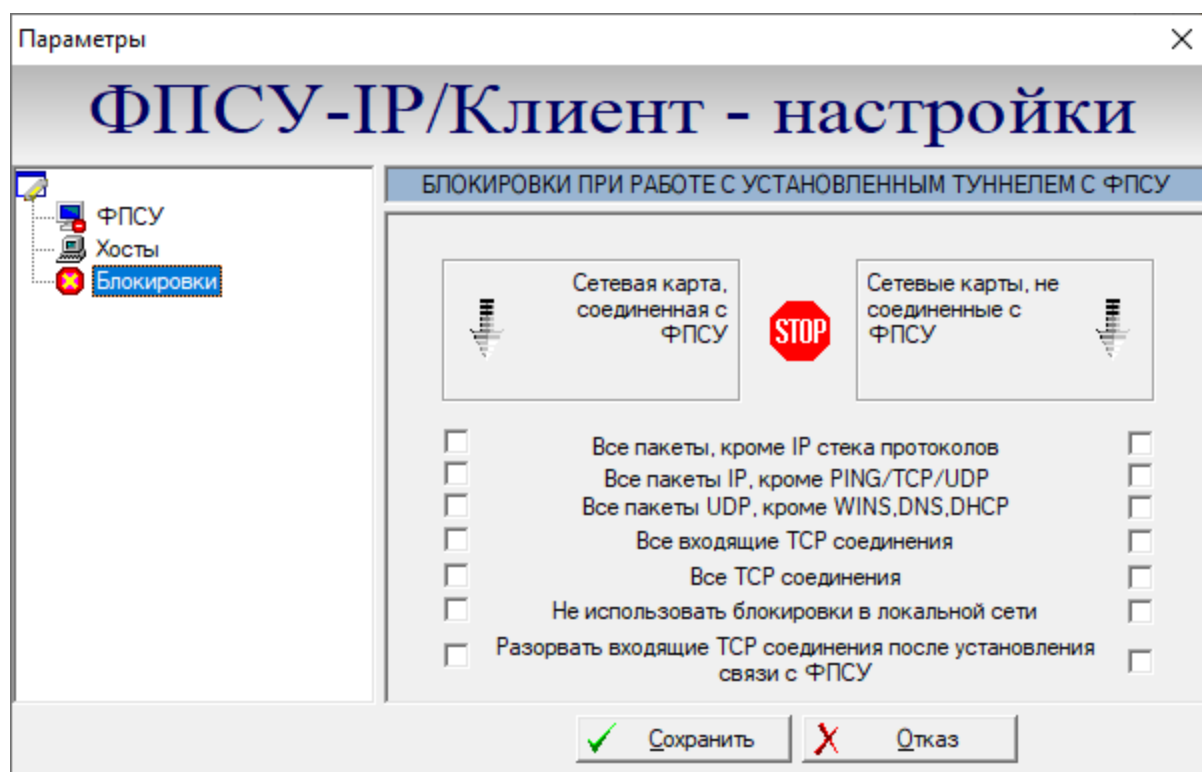 Параметры
ФПСУ-IP/Клиент - настройки
ФПСУ
Хосты
Блокировки
БЛОКИРОВКИ ПРИ РАБОТЕ С УСТАНОВЛЕННЫМ ТУННЕЛЕМ С ФПСУ
Сетевая карта,
соединенная с
ФПСУ
STOP
Сетевые карты, не
соединенные с
ФПСУ
Все пакеты, кроме IP стека протоколов
Все пакеты IP, кроме PING/TCP/UDP
Все пакеты UDP, кроме WINS,DNS,DHCP
Все входящие TCP соединения
Все TCP соединения
Не использовать блокировки в локальной сети
Разорвать входящие TCP соединения после установления
связи с ФПСУ
Сохранить
Отказ